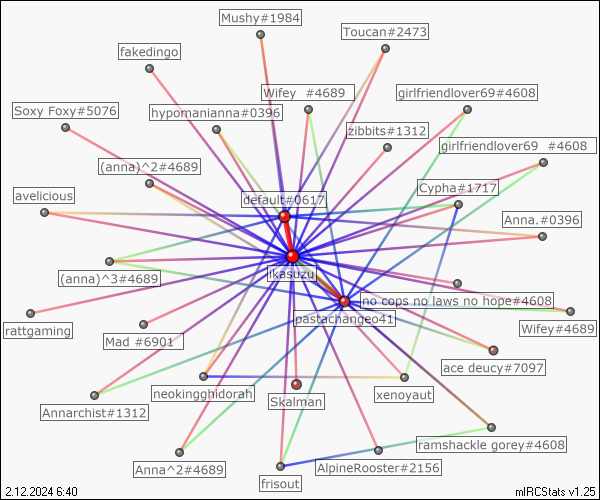 Mushy#1984
Toucan#2473
fakedingo
Wifey  #4689
girlfriendlover69#4608
Soxy Foxy#5076
hypomanianna#0396
zibbits#1312
girlfriendlover69  #4608
(anna)^2#4689
Cypha#1717
avelicious
default#0617
Anna.#0396
ikasuzu
(anna)^3#4689
no cops no laws no hope#4608
pastachangeo41
rattgaming
Wifey#4689
Mad #6901
ace deucy#7097
neokingghidorah
xenoyaut
Skalman
Annarchist#1312
ramshackle gorey#4608
Anna^2#4689
AlpineRooster#2156
frisout
2.12.2024 6:40
mIRCStats v1.25